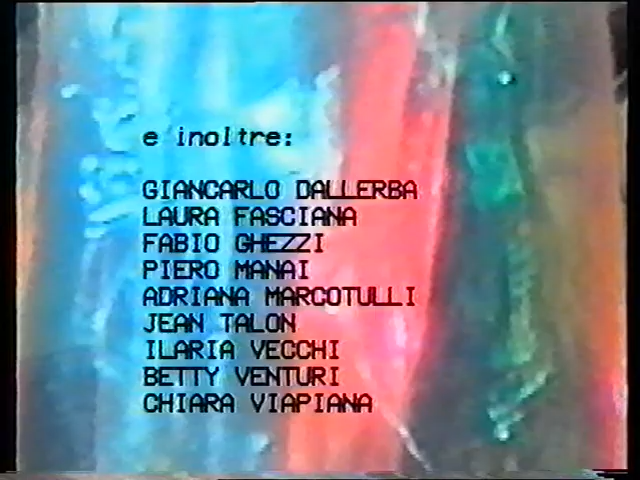 e inoltre:
GIANCARLO DALLERBA
LAURA FASCIANA
FABIO GHEZZI
PIERO MANAI
ADRIANA MARCOTULLI
JEAN TALON
ILARIA VECCHI
BETTY VENTURI
CHIARA VIAPIANA